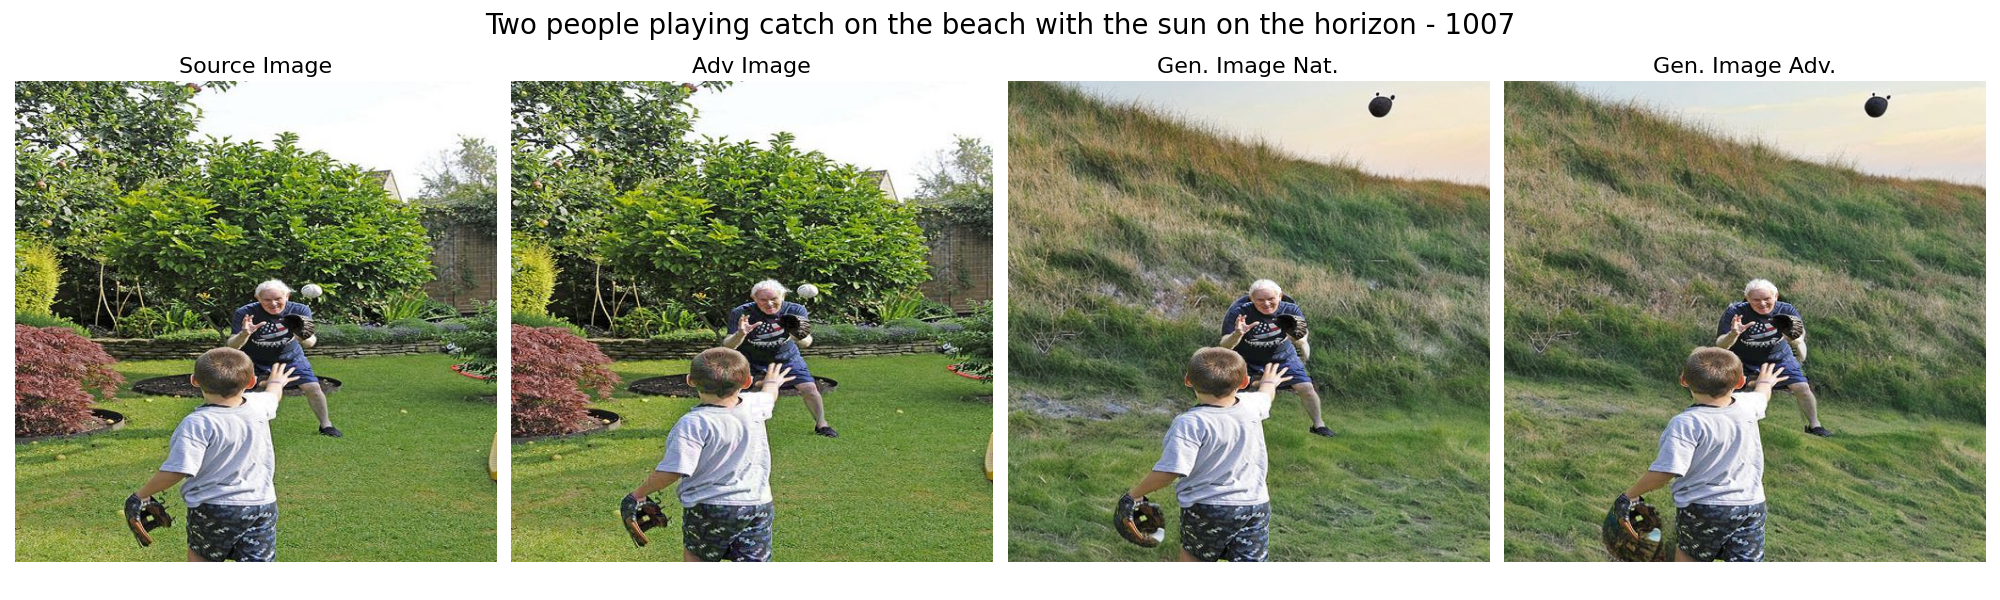 Two people playing catch on the beach with the sun on the horizon - 1007
Source Image
Adv Image
Gen. Image Nat.
Gen. Image Adv.